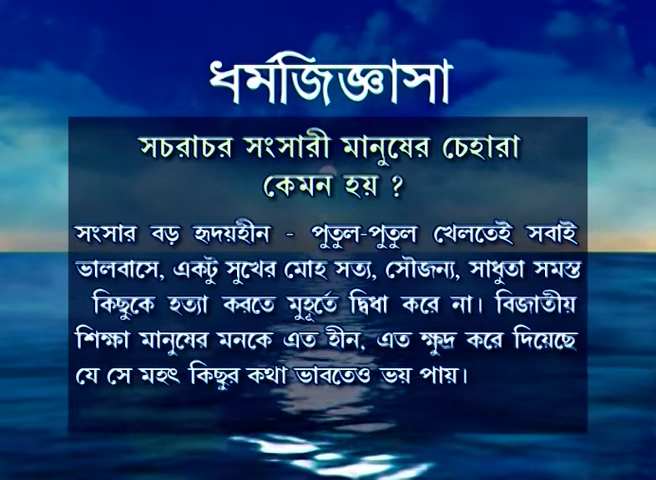 ধর্মজিজ্ঞাসা
সচরাচর সংসারী মানুষের চেহারা
কেমন হয় ?
সংসার বড় হৃদয়হীন - পুতুল-পুতুল খেলতেই সবাই
ভালবাসে, একটু সুখের মোহ সত্য, সৌজন্য, সাধুতা সমস্ত
কিছুকে হত্যা করতে মুহূর্তে দ্বিধা করে না। বিজাতীয়
শিক্ষা মানুষের মনকে এত হীন, এত ক্ষুদ্র করে দিয়েছে
যে সে মহৎ কিছুর কথা ভাবতেও ভয় পায়।